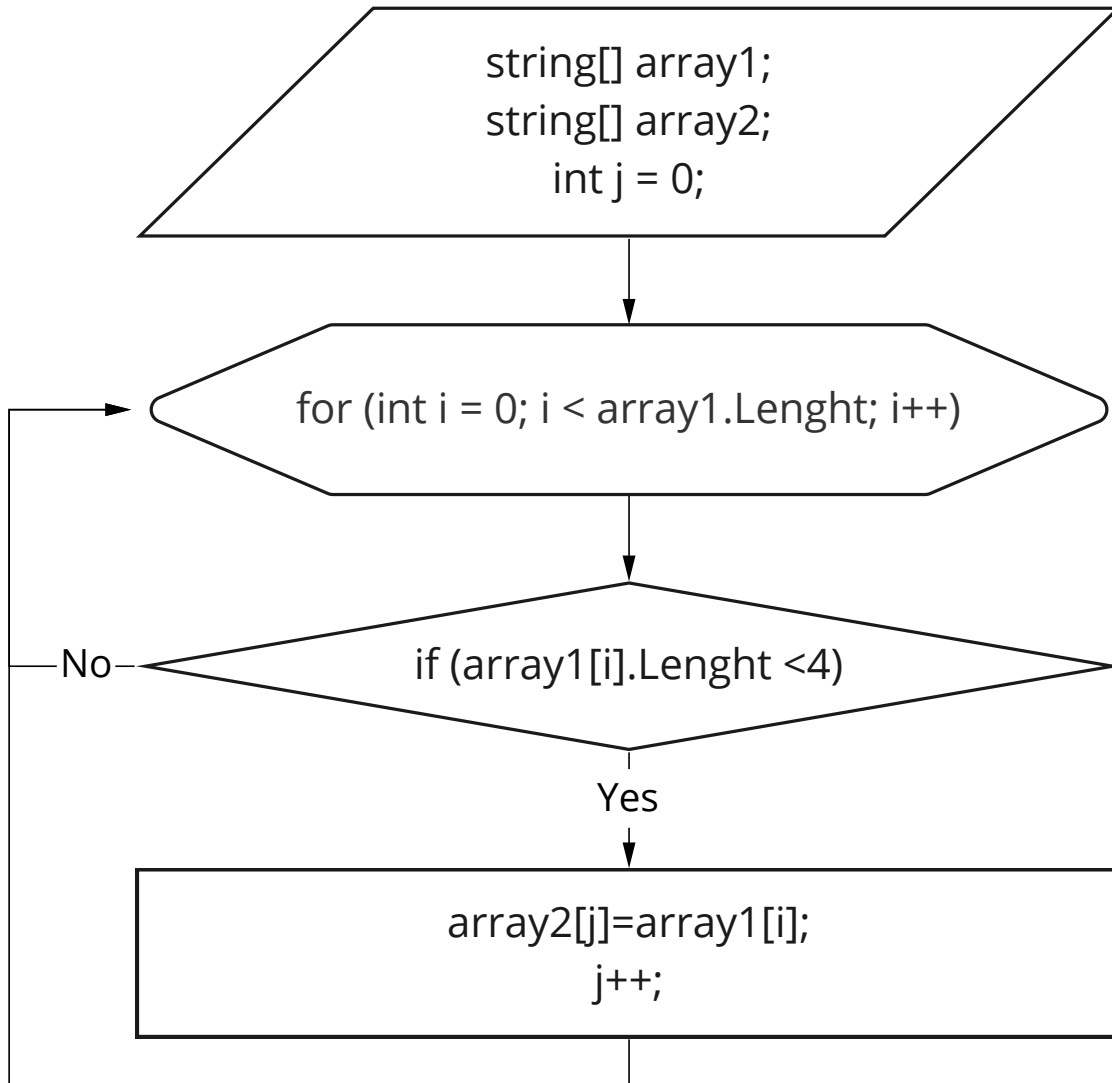 string[] array1;
string[] array2;
int j = 0;
for (int i = 0; i < array1.Lenght; i++)
if (array1[i].Lenght <4)
No
Yes
array2[j]=array1[i];
j++;